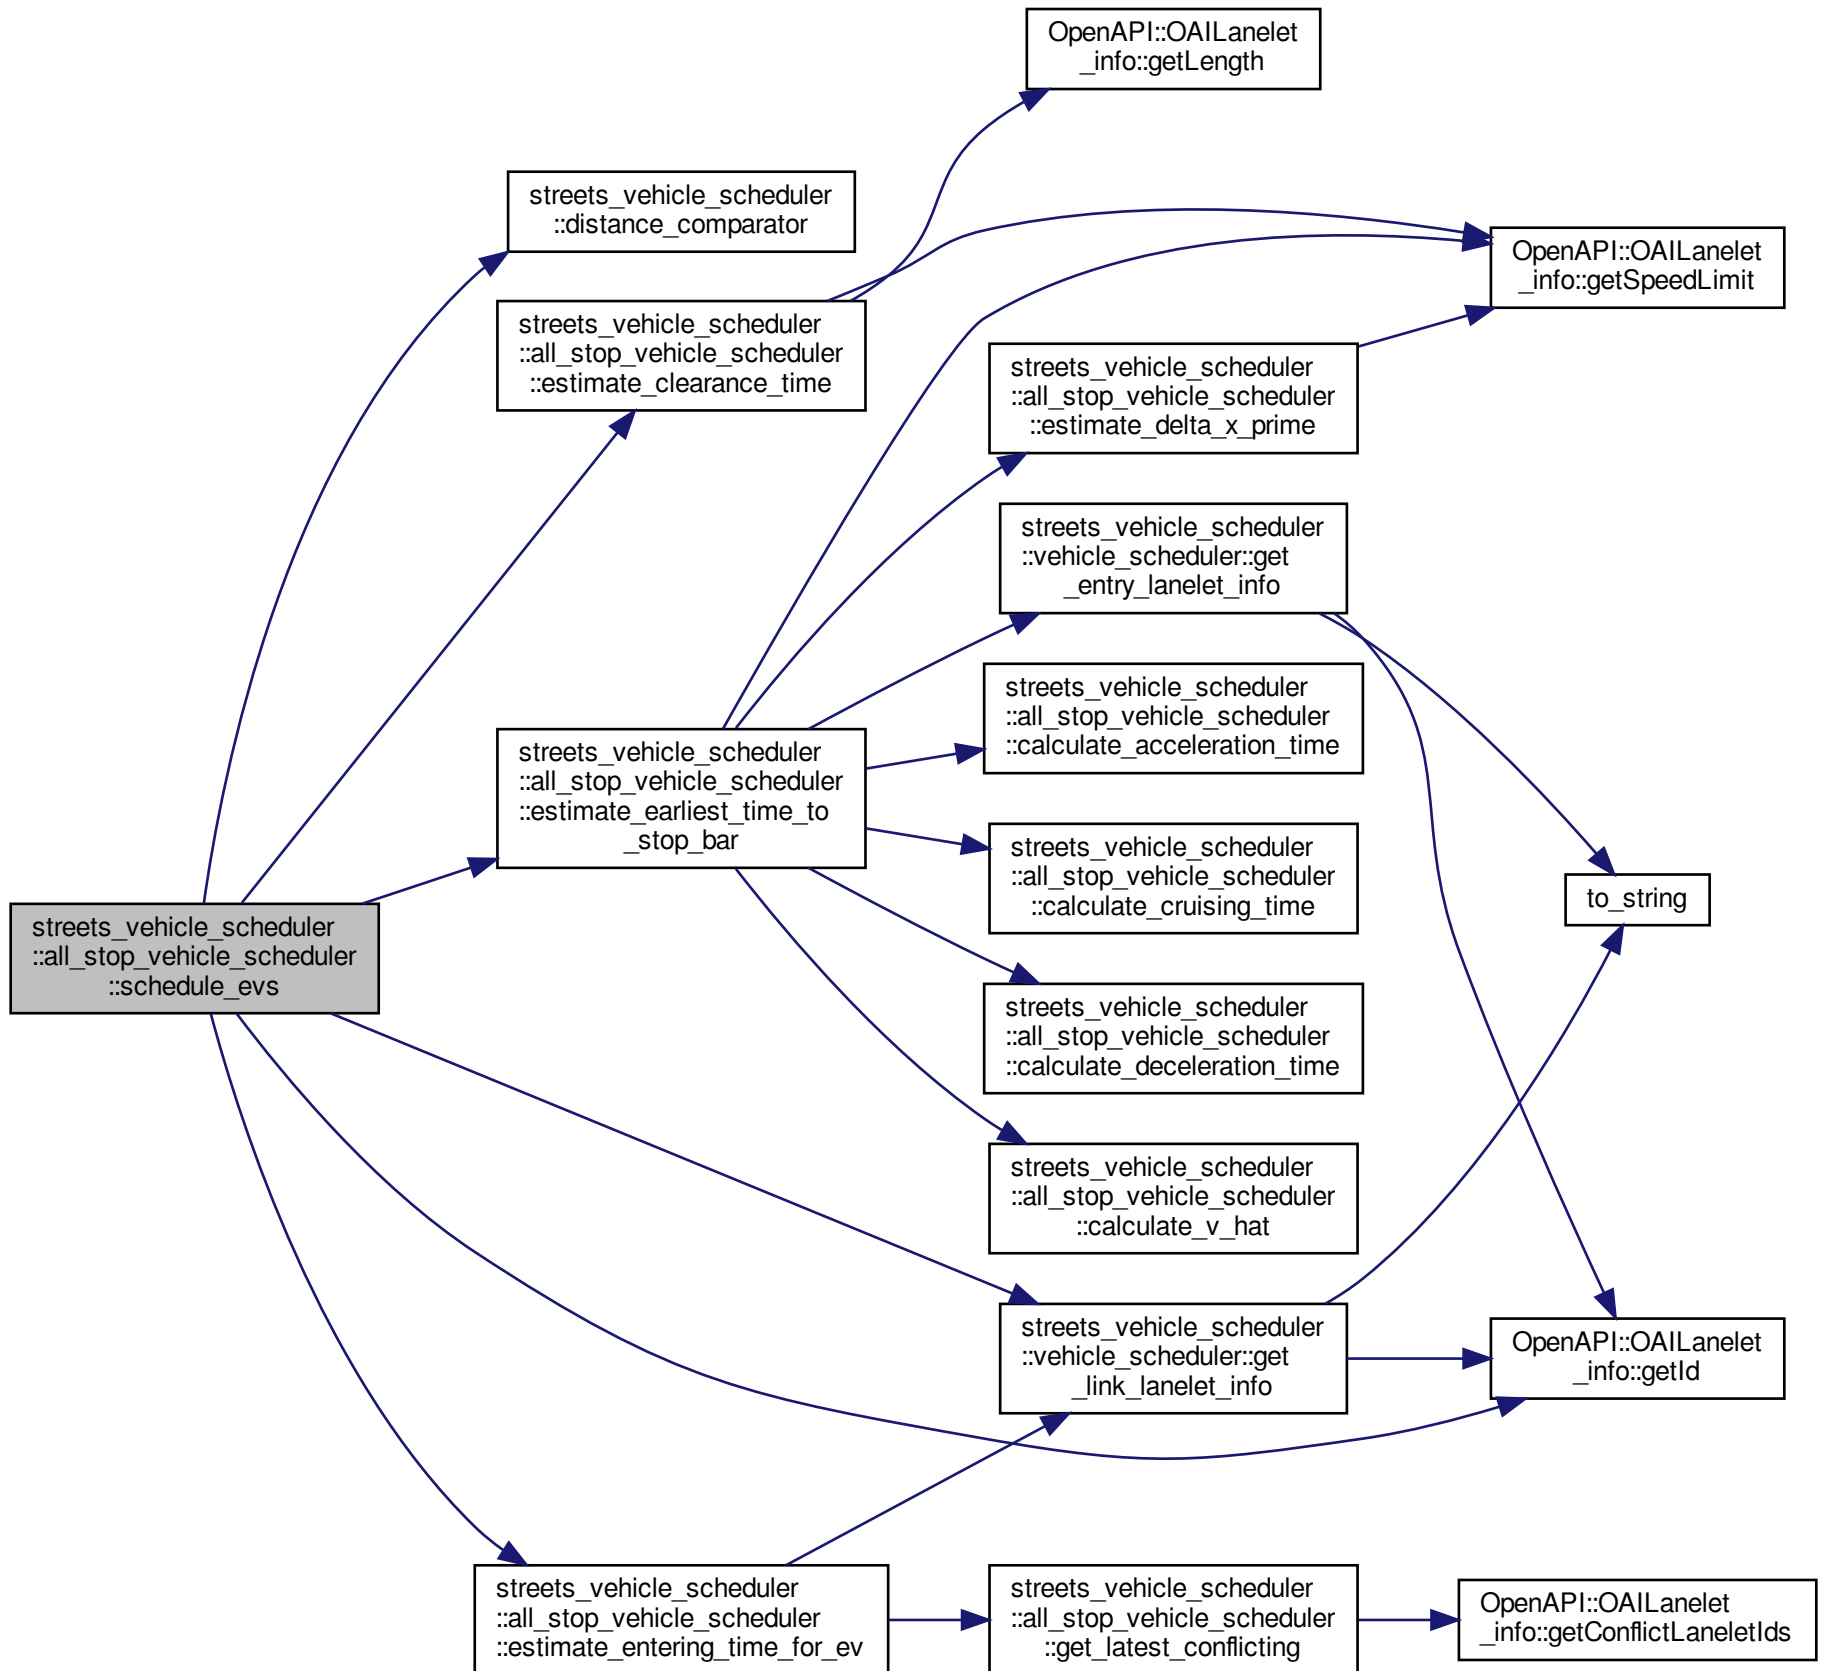 OpenAPI::OAILanelet
_info::getLength
streets_vehicle_scheduler
::distance_comparator
OpenAPI::OAILanelet
_info::getSpeedLimit
streets_vehicle_scheduler
::all_stop_vehicle_scheduler
::estimate_clearance_time
streets_vehicle_scheduler
::all_stop_vehicle_scheduler
::estimate_delta_x_prime
streets_vehicle_scheduler
::vehicle_scheduler::get
_entry_lanelet_info
streets_vehicle_scheduler
::all_stop_vehicle_scheduler
::calculate_acceleration_time
streets_vehicle_scheduler
::all_stop_vehicle_scheduler
::estimate_earliest_time_to
_stop_bar
streets_vehicle_scheduler
::all_stop_vehicle_scheduler
::calculate_cruising_time
to_string
streets_vehicle_scheduler
::all_stop_vehicle_scheduler
::schedule_evs
streets_vehicle_scheduler
::all_stop_vehicle_scheduler
::calculate_deceleration_time
streets_vehicle_scheduler
::all_stop_vehicle_scheduler
::calculate_v_hat
streets_vehicle_scheduler
::vehicle_scheduler::get
_link_lanelet_info
OpenAPI::OAILanelet
_info::getId
streets_vehicle_scheduler
::all_stop_vehicle_scheduler
::estimate_entering_time_for_ev
streets_vehicle_scheduler
::all_stop_vehicle_scheduler
::get_latest_conflicting
OpenAPI::OAILanelet
_info::getConflictLaneletIds